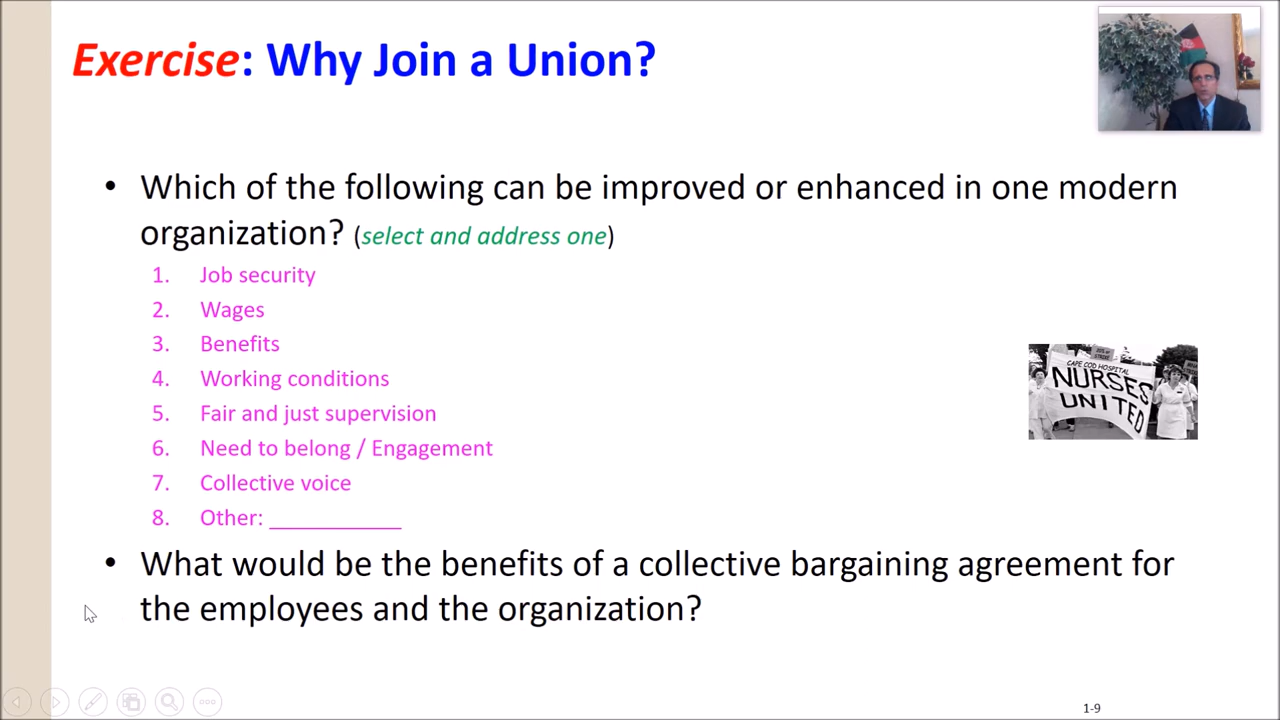 Exercise: Why Join a Union?
• Which of the following can be improved or enhanced in one modern
organization? (select and address one)
1. Job security
2. Wages
3. Benefits
4. Working conditions
5. Fair and just supervision
6. Need to belong / Engagement
7. Collective voice
8. Other: ___________
CAPE COD HOSPITAL
NURSES
UNITED
• What would be the benefits of a collective bargaining agreement for
the employees and the organization?
1-9